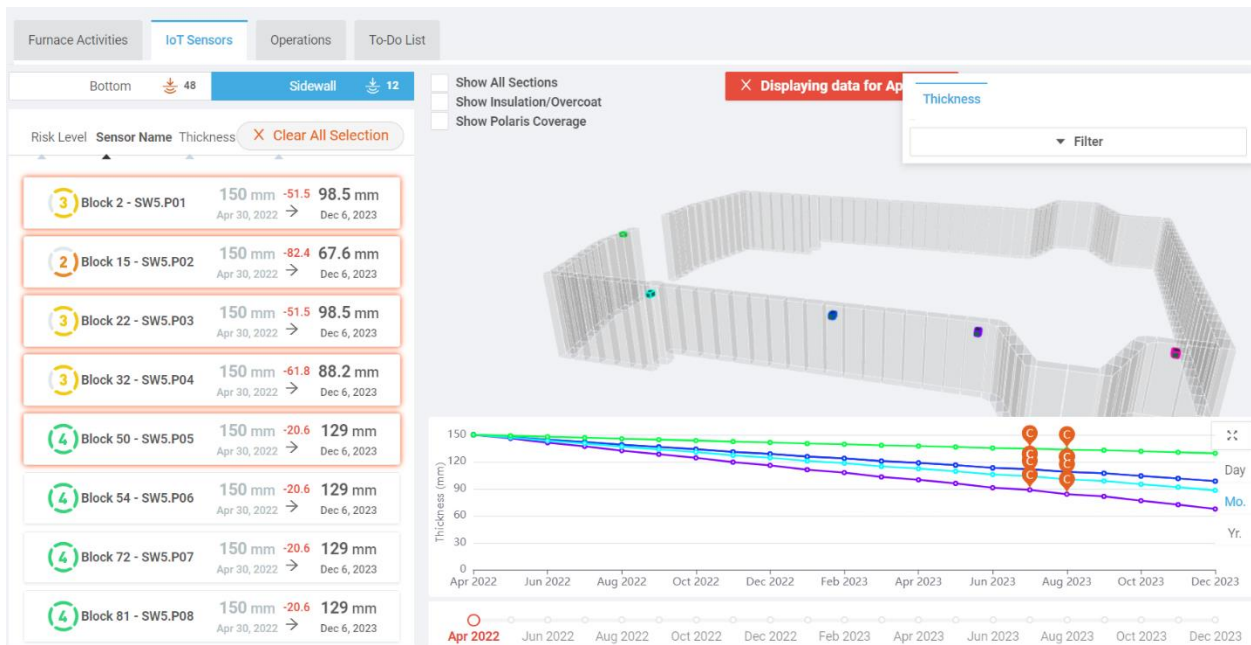 Furnace Activities
IoT Sensors
Operations
To-Do List
Bottom 48
Sidewall 12
Risk Level Sensor Name Thickness
X Clear All Selection
3 Block 2 - SW5.P01 150 mm -51.5 98.5 mm
Apr 30, 2022 → Dec 6, 2023
2 Block 15 - SW5.P02 150 mm -82.4 67.6 mm
Apr 30, 2022 → Dec 6, 2023
3 Block 22 - SW5.P03 150 mm -51.5 98.5 mm
Apr 30, 2022 → Dec 6, 2023
3 Block 32 - SW5.P04 150 mm -61.8 88.2 mm
Apr 30, 2022 → Dec 6, 2023
4 Block 50 - SW5.P05 150 mm -20.6 129 mm
Apr 30, 2022 → Dec 6, 2023
4 Block 54 - SW5.P06 150 mm -20.6 129 mm
Apr 30, 2022 → Dec 6, 2023
4 Block 72 - SW5.P07 150 mm -20.6 129 mm
Apr 30, 2022 → Dec 6, 2023
4 Block 81 - SW5.P08 150 mm -20.6 129 mm
Apr 30, 2022 → Dec 6, 2023
Show All Sections
Show Insulation/Overcoat
Show Polaris Coverage
X Displaying data for Ap
Thickness
Filter
Thickness (mm)
150
120
90
60
30
0
C C
C C
C C
C C
Apr 2022 Jun 2022 Aug 2022 Oct 2022 Dec 2022 Feb 2023 Apr 2023 Jun 2023 Aug 2023 Oct 2023 Dec 2023
Day
Mo.
Yr.
Apr 2022 Jun 2022 Aug 2022 Oct 2022 Dec 2022 Feb 2023 Apr 2023 Jun 2023 Aug 2023 Oct 2023 Dec 2023